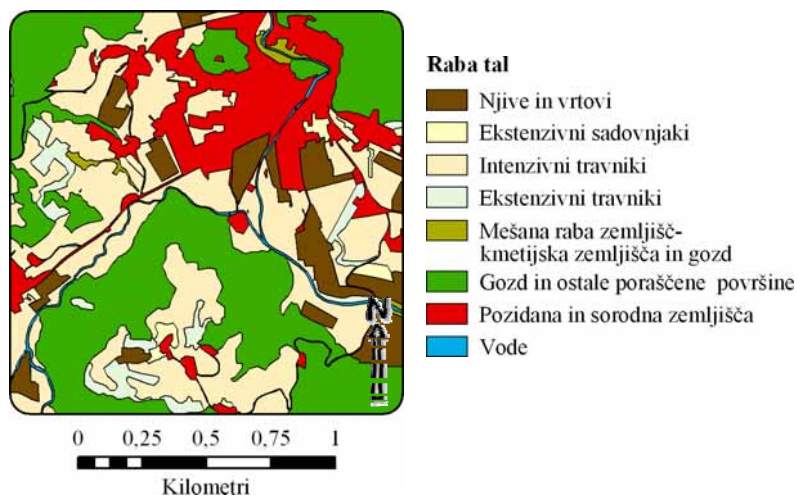 Raba tal
Njive in vrtovi
Ekstenzivni sadovnjaki
Intenzivni travniki
Ekstenzivni travniki
Mešana raba zemljišč-
kmetijska zemljišča in gozd
Gozd in ostale poraščene površine
Pozidana in sorodna zemljišča
Vode
N
0 0,25 0,5 0,75 1
Kilometri